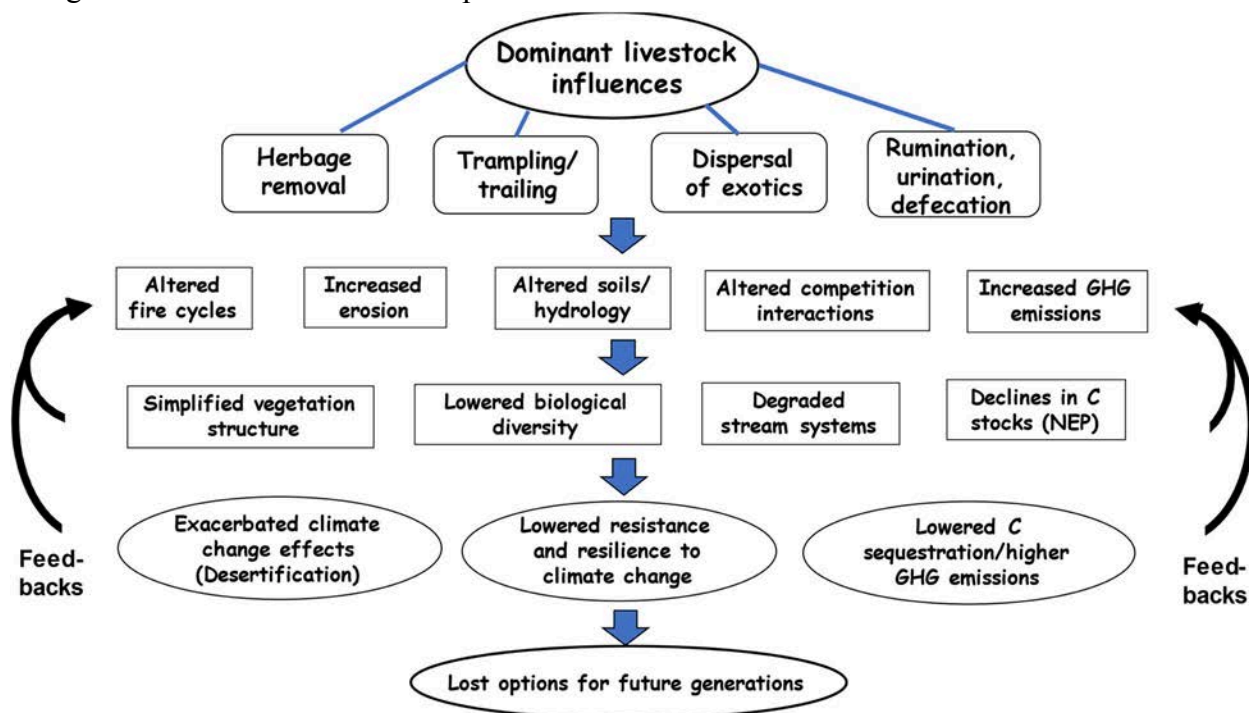 Dominant livestock
influences
Herbage
removal
Trampling/
trailing
Dispersal
of exotics
Rumination,
urination,
defecation
Altered
fire cycles
Increased
erosion
Altered soils/
hydrology
Altered competition
interactions
Increased GHG
emissions
Simplified vegetation
structure
Lowered biological
diversity
Degraded
stream systems
Declines in C
stocks (NEP)
Exacerbated climate
change effects
(Desertification)
Lowered resistance
and resilience to
climate change
Lowered C
sequestration/higher
GHG emissions
Feed-
backs
Feed-
backs
Lost options for future generations